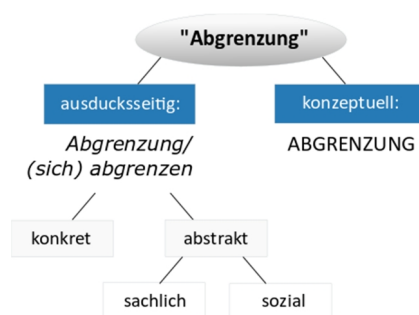 "Abgrenzung"
ausducksseitig:
konzeptuell:
Abgrenzung/
(sich) abgrenzen
ABGRENZUNG
konkret
abstrakt
sachlich
sozial